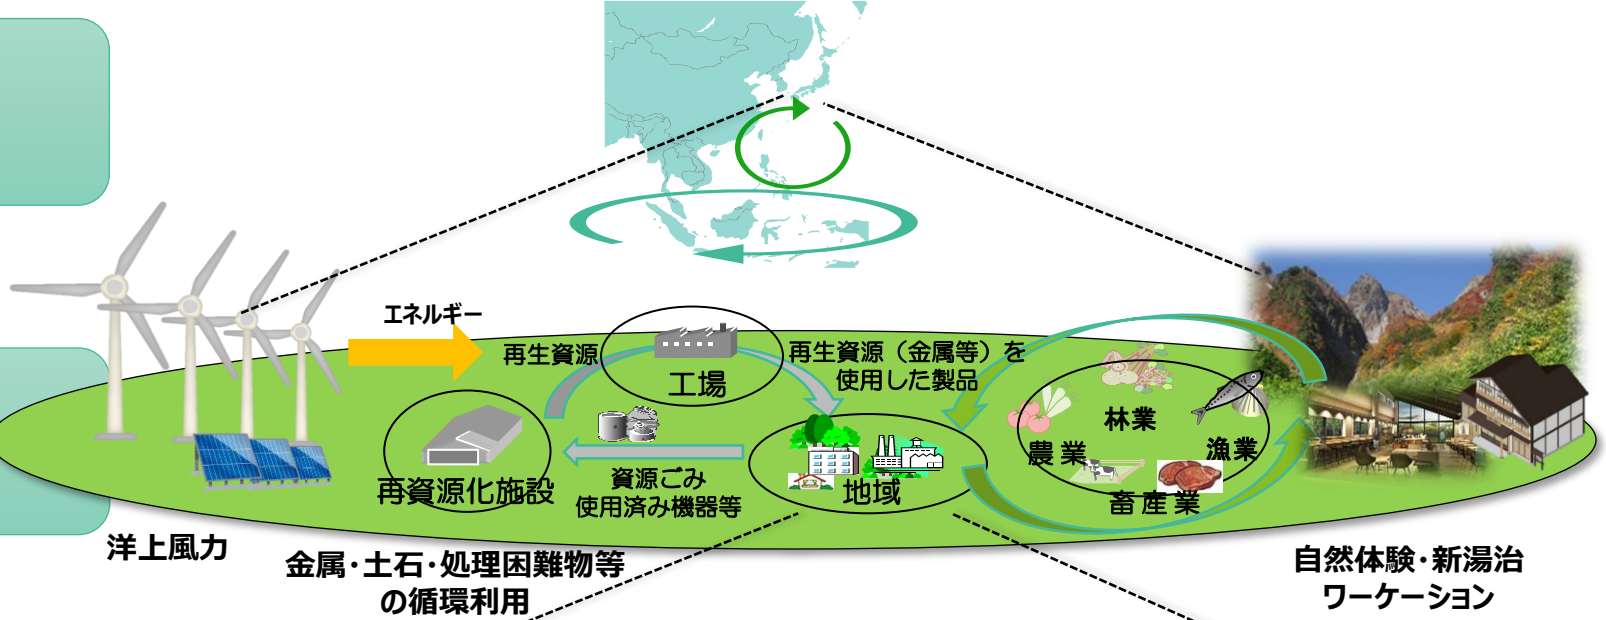 エネルギー
再生資源
工場
再生資源（金属等）を
使用した製品
林業
農業
漁業
畜産業
再資源化施設
資源ごみ
使用済み機器等
地域
洋上風力
金属・土石・処理困難物等
の循環利用
自然体験・新湯治
ワーケーション